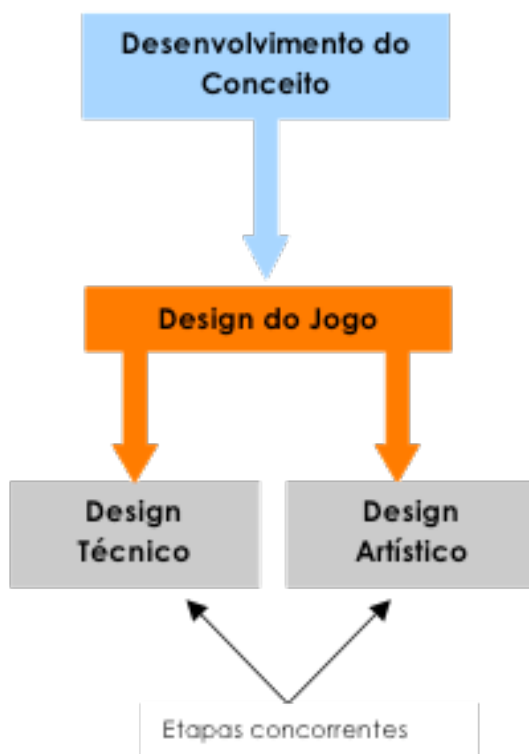 Desenvolvimento do
Conceito
Design do Jogo
Design
Técnico
Design
Artístico
Etapas concorrentes